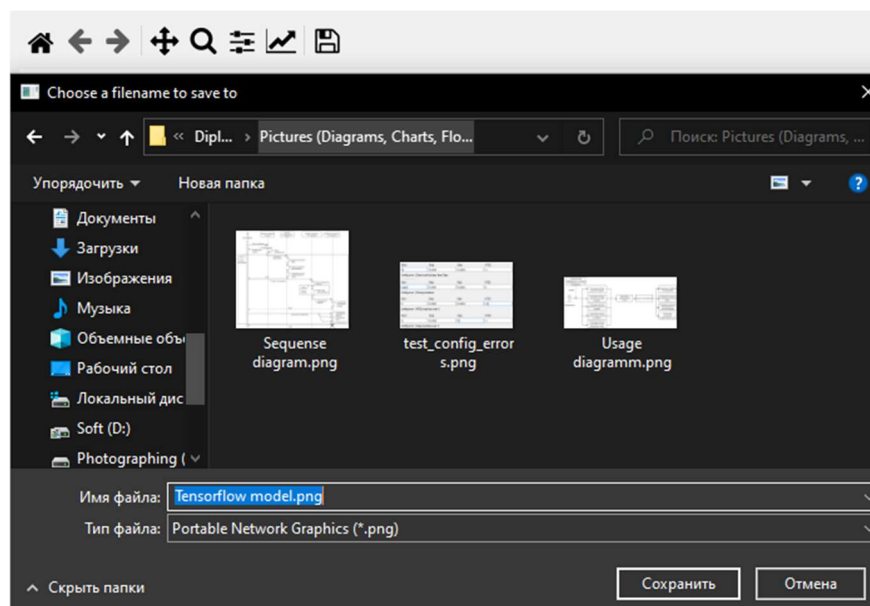 Choose a filename to save to
« Dipl... › Pictures (Diagrams, Charts, Flo...
Поиск: Pictures (Diagrams, ...
Упорядочить
Новая папка
Документы
Загрузки
Изображения
Музыка
Объемные объ
Рабочий стол
Локальный дис
Soft (D:)
Photographing (
Sequense
diagram.png
test_config_error
s.png
Usage
diagramm.png
Имя файла: Tensorflow model.png
Тип файла: Portable Network Graphics (*.png)
Скрыть папки
Сохранить
Отмена